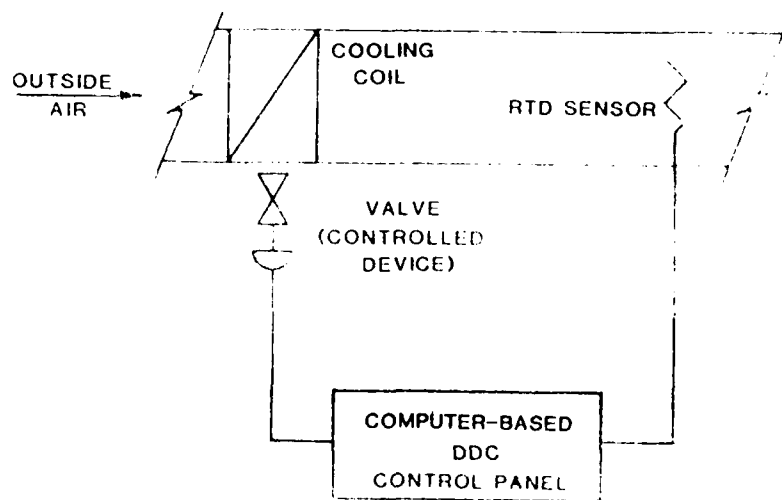 COOLING
COIL
OUTSIDE
AIR
RTD SENSOR
VALVE
(CONTROLLED
DEVICE)
COMPUTER-BASED
DDC
CONTROL PANEL